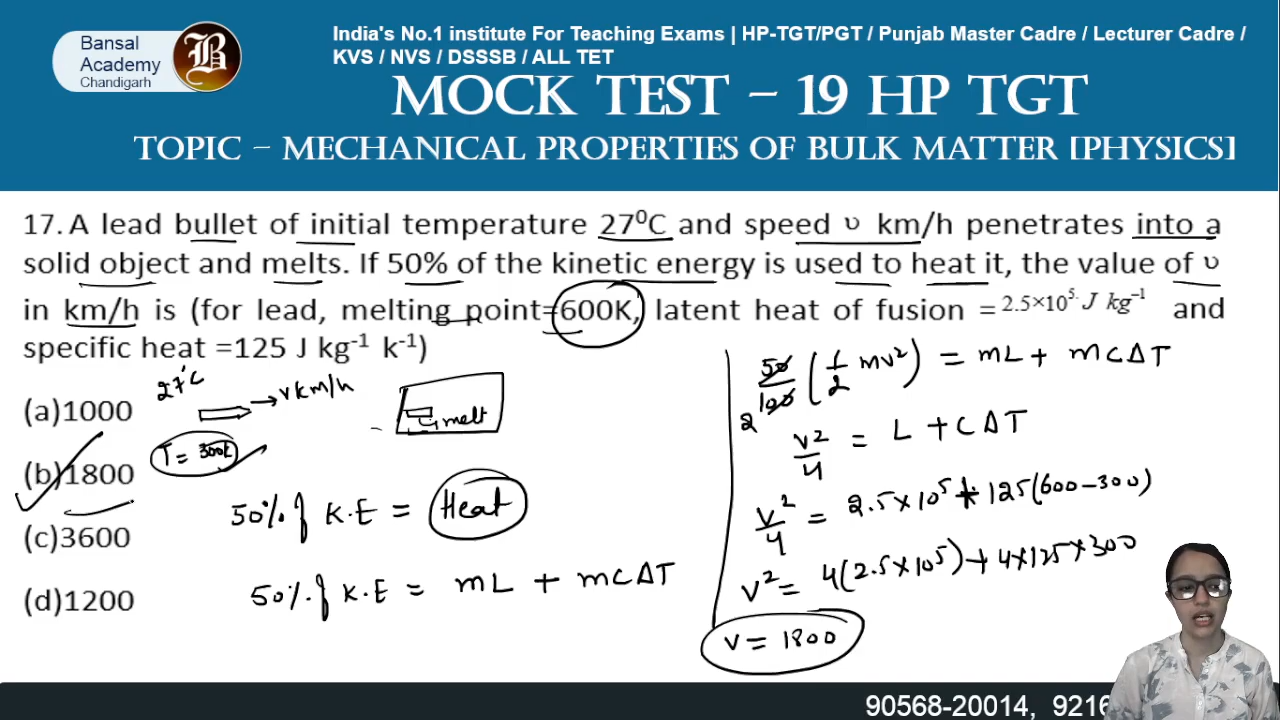 Bansal
Academy
Chandigarh
B
India's No.1 institute For Teaching Exams | HP-TGT/PGT / Punjab Master Cadre / Lecturer Cadre /
KVS / NVS / DSSSB / ALL TET
MOCK TEST – 19 HP TGT
TOPIC – MECHANICAL PROPERTIES OF BULK MATTER [PHYSICS]
17. A lead bullet of initial temperature 27⁰C and speed υ km/h penetrates into a
solid object and melts. If 50% of the kinetic energy is used to heat it, the value of υ
in km/h is (for lead, melting point=600K, latent heat of fusion = 2.5×10⁵ J kg⁻¹ and
specific heat =125 J kg⁻¹ k⁻¹)
(a)1000
(b)1800
(c)3600
(d)1200
27°C
→ v km/h
T = 300K
melt
50% of K.E = Heat
50% of K.E = mL + mCΔT
50/100 (1/2 mv²) = mL + mCΔT
2
v²/4 = L + CΔT
v²/4 = 2.5×10⁵ + 125(600-300)
v² = 4(2.5×10⁵) + 4×125×300
v = 1800
90568-20014, 9216